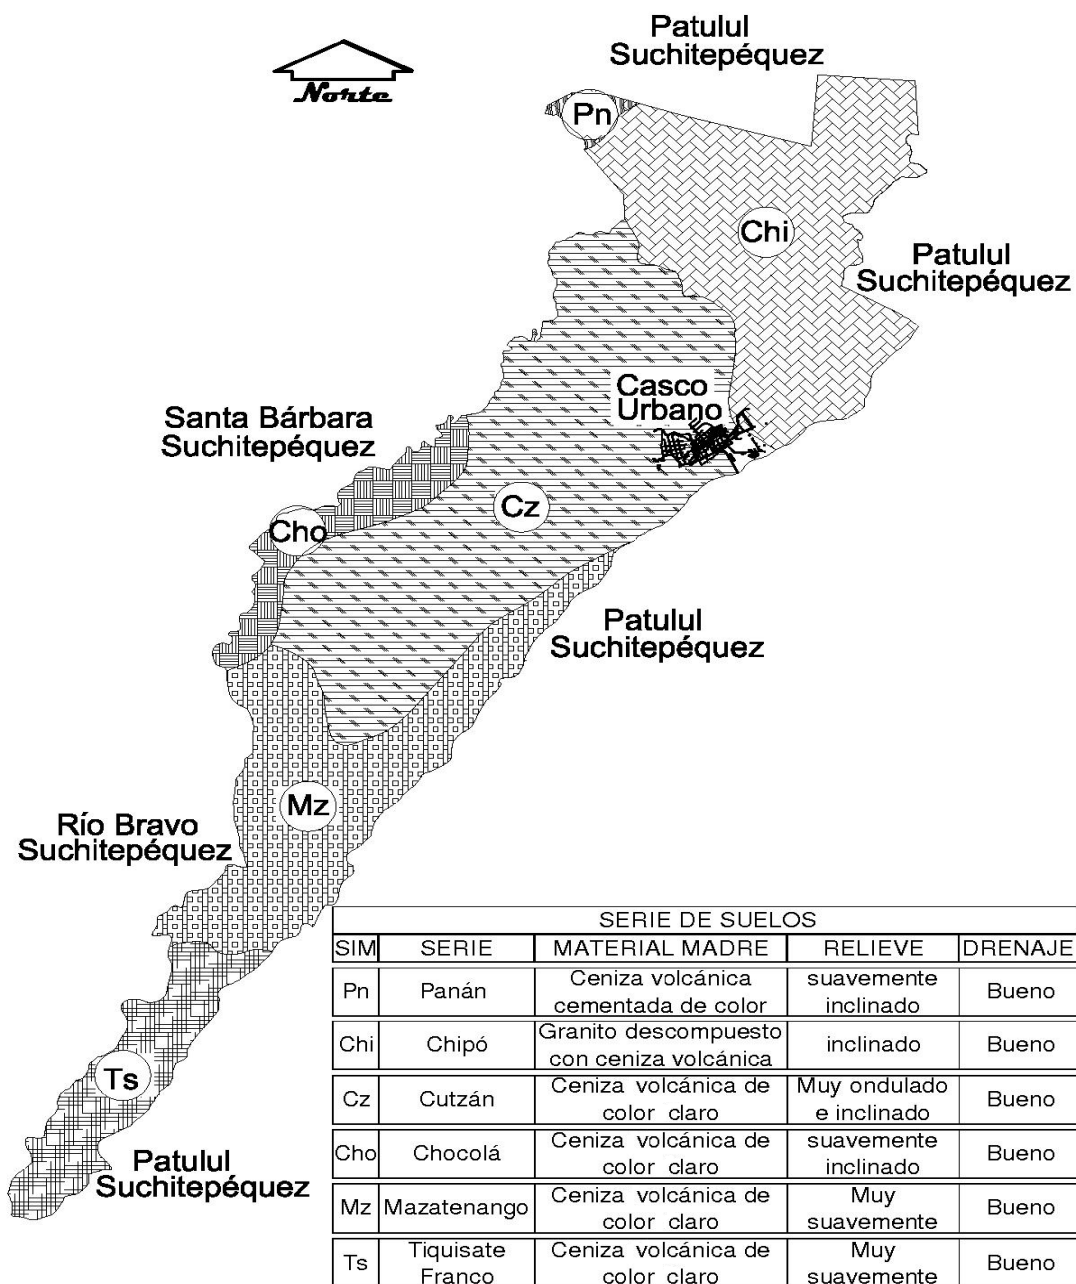 Patulul
Suchitepéquez
Norte
Pn
Chi
Patulul
Suchitepéquez
Casco
Urbano
Santa Bárbara
Suchitepéquez
Cz
Cho
Patulul
Suchitepéquez
Mz
Río Bravo
Suchitepéquez
Ts
Patulul
Suchitepéquez
SERIE DE SUELOS
SIM SERIE MATERIAL MADRE RELIEVE DRENAJE
Pn Panán Ceniza volcánica cementada de color suavemente inclinado Bueno
Chi Chipó Granito descompuesto con ceniza volcánica inclinado Bueno
Cz Cutzán Ceniza volcánica de color claro Muy ondulado e inclinado Bueno
Cho Chocolá Ceniza volcánica de color claro suavemente inclinado Bueno
Mz Mazatenango Ceniza volcánica de color claro Muy suavemente Bueno
Ts Tiquisate Franco Ceniza volcánica de color claro Muy suavemente Bueno